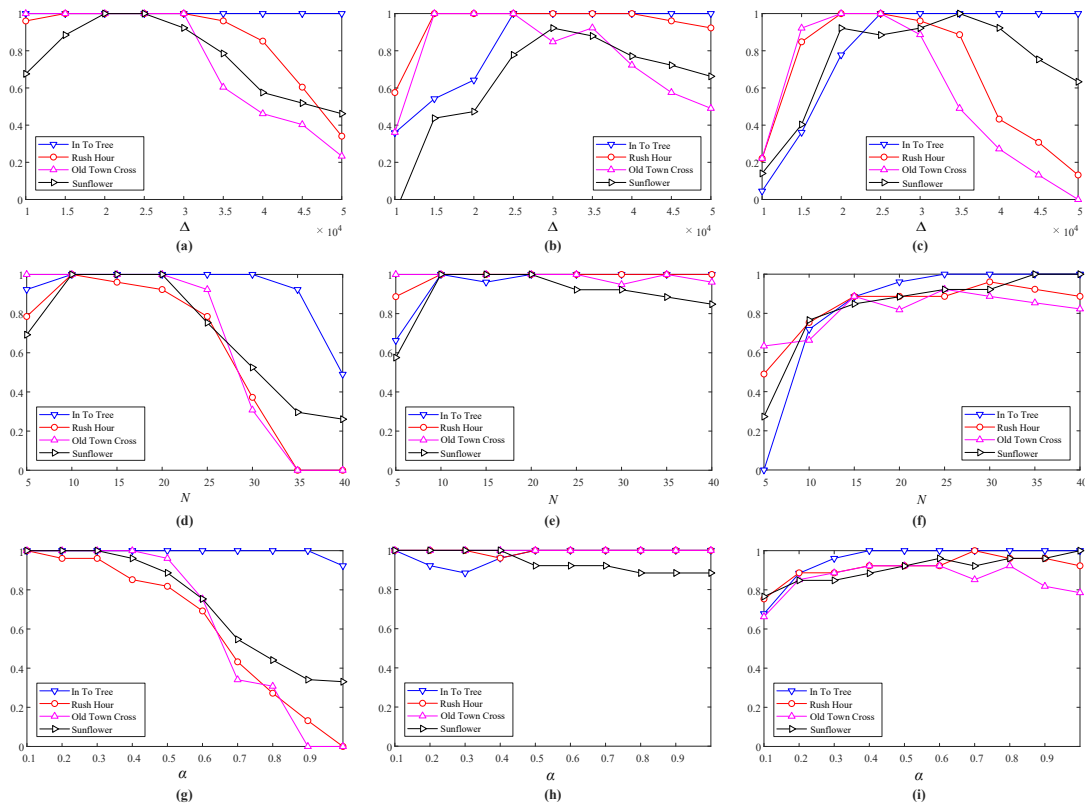 1
0.8
0.6
0.4
0.2
0
In To Tree
Rush Hour
Old Town Cross
Sunflower
1 1.5 2 2.5 3 3.5 4 4.5 5
Δ
× 10⁴
(a)
1
0.8
0.6
0.4
0.2
0
In To Tree
Rush Hour
Old Town Cross
Sunflower
1 1.5 2 2.5 3 3.5 4 4.5 5
Δ
× 10⁴
(b)
1
0.8
0.6
0.4
0.2
0
In To Tree
Rush Hour
Old Town Cross
Sunflower
1 1.5 2 2.5 3 3.5 4 4.5 5
Δ
× 10⁴
(c)
1
0.8
0.6
0.4
0.2
0
In To Tree
Rush Hour
Old Town Cross
Sunflower
5 10 15 20 25 30 35 40
N
(d)
1
0.8
0.6
0.4
0.2
0
In To Tree
Rush Hour
Old Town Cross
Sunflower
5 10 15 20 25 30 35 40
N
(e)
1
0.8
0.6
0.4
0.2
0
In To Tree
Rush Hour
Old Town Cross
Sunflower
5 10 15 20 25 30 35 40
N
(f)
1
0.8
0.6
0.4
0.2
0
In To Tree
Rush Hour
Old Town Cross
Sunflower
0.1 0.2 0.3 0.4 0.5 0.6 0.7 0.8 0.9
α
(g)
1
0.8
0.6
0.4
0.2
0
In To Tree
Rush Hour
Old Town Cross
Sunflower
0.1 0.2 0.3 0.4 0.5 0.6 0.7 0.8 0.9
α
(h)
1
0.8
0.6
0.4
0.2
0
In To Tree
Rush Hour
Old Town Cross
Sunflower
0.1 0.2 0.3 0.4 0.5 0.6 0.7 0.8 0.9
α
(i)